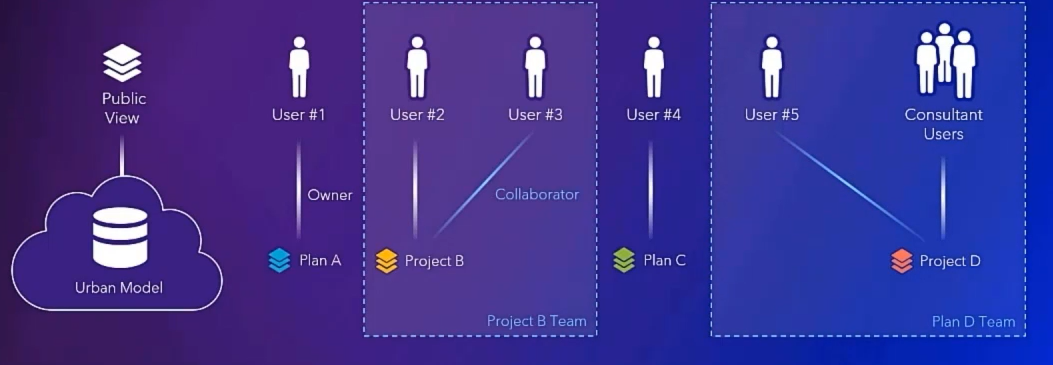 Public
View
User #1
User #2
User #3
User #4
User #5
Consultant
Users
Owner
Collaborator
Urban Model
Plan A
Project B
Plan C
Project D
Project B Team
Plan D Team